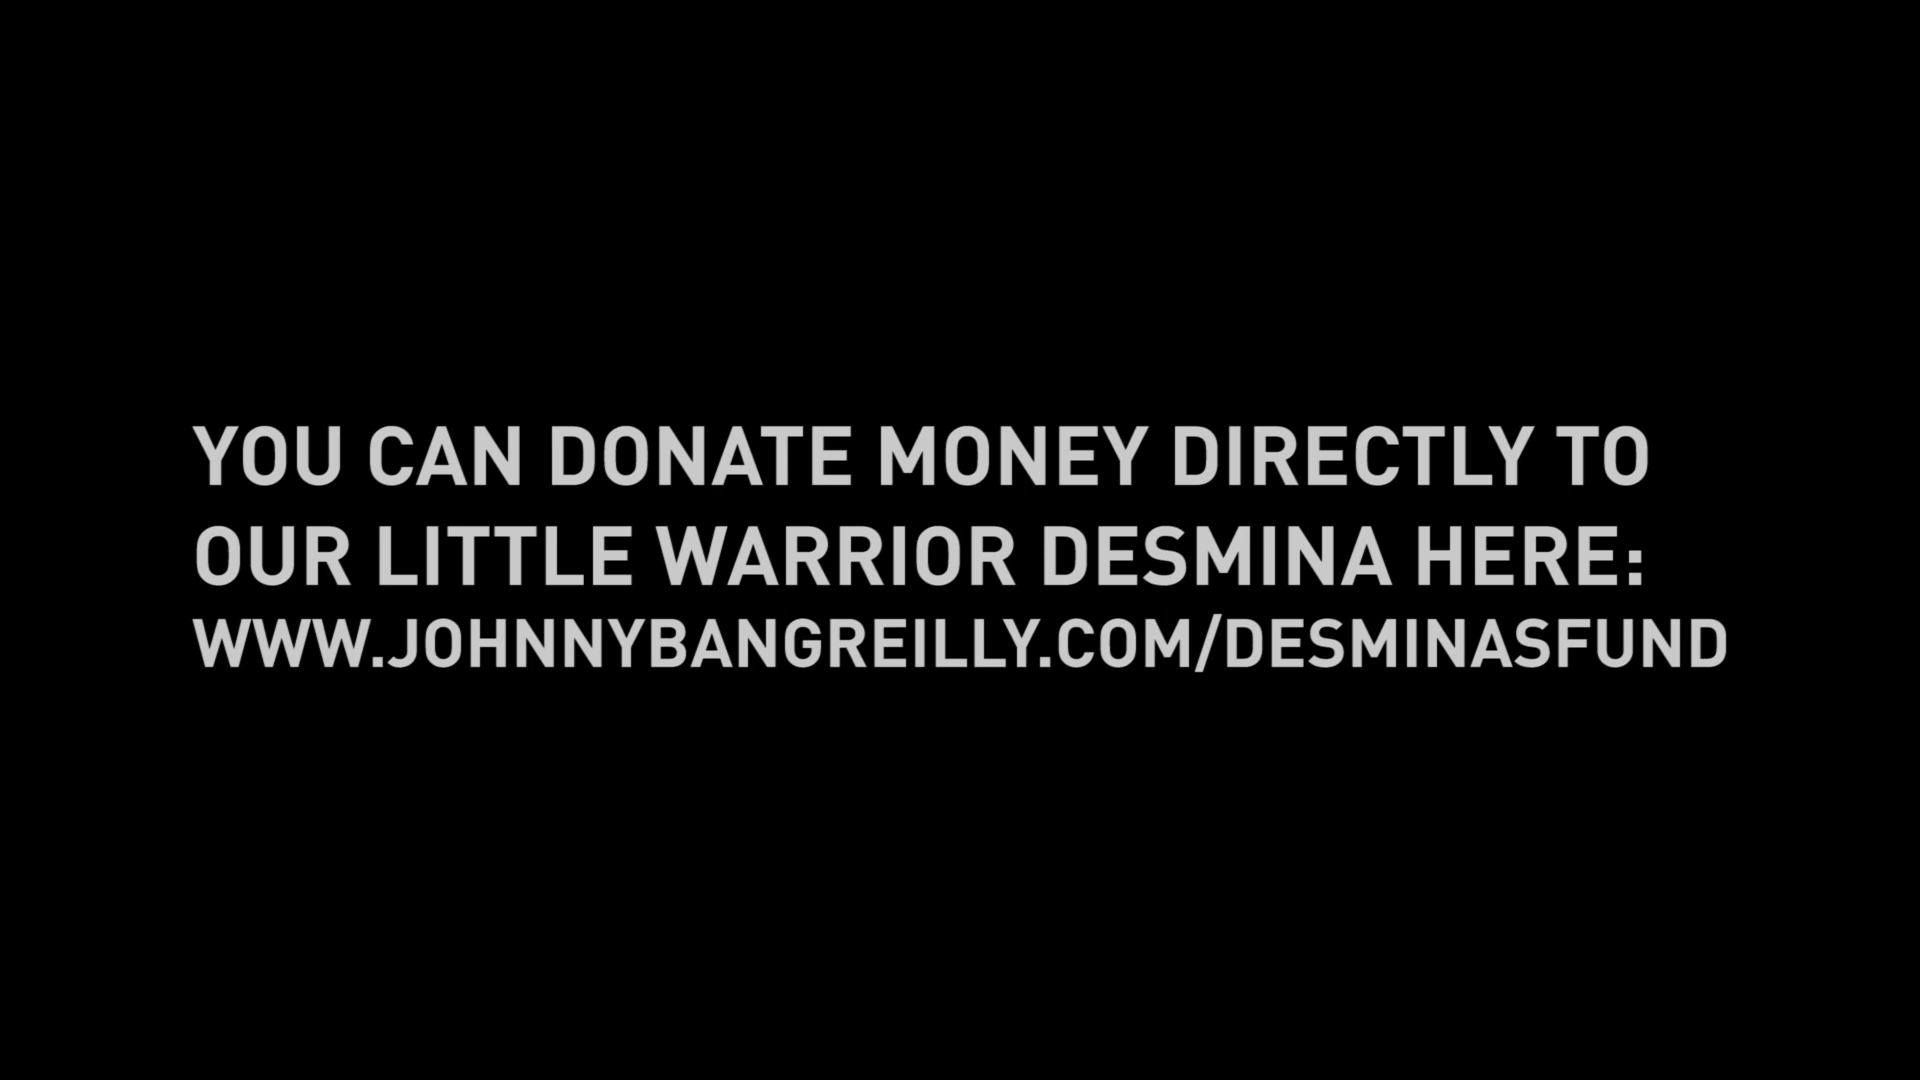 YOU CAN DONATE MONEY DIRECTLY TO
OUR LITTLE WARRIOR DESMINA HERE:
WWW.JOHNNYBANGREILLY.COM/DESMINASFUND